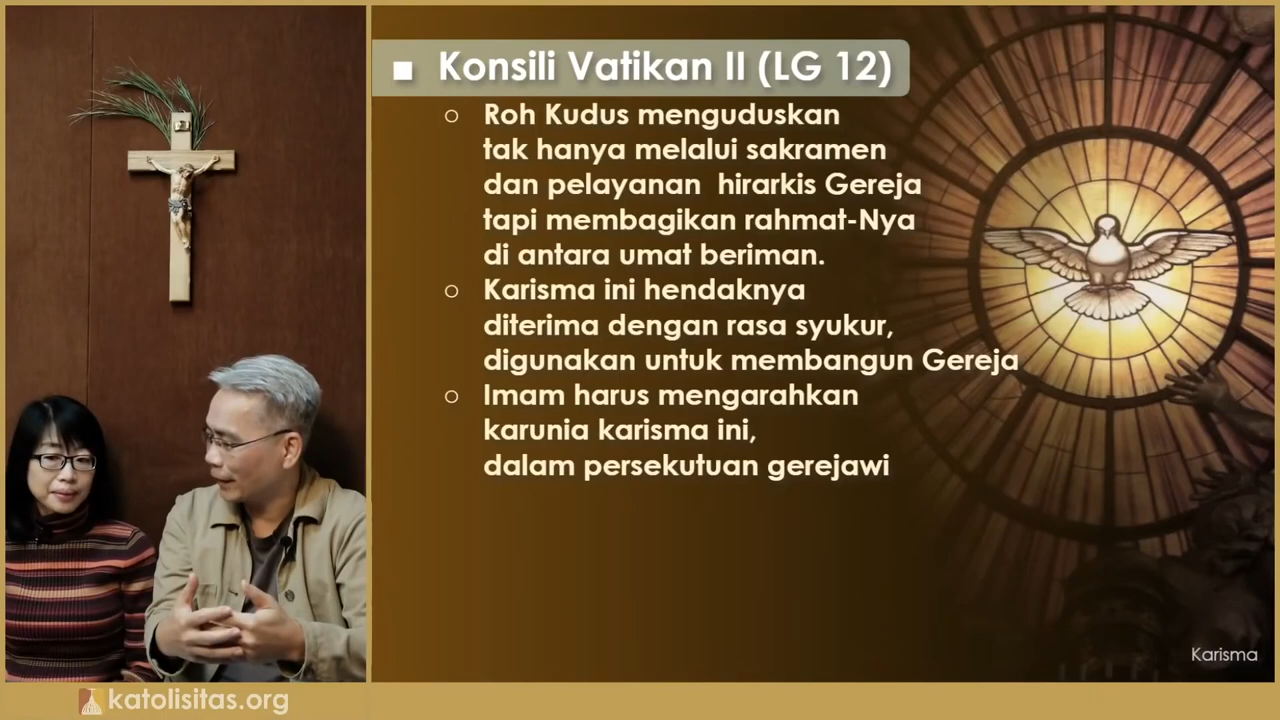 ▪ Konsili Vatikan II (LG 12)
○ Roh Kudus menguduskan
tak hanya melalui sakramen
dan pelayanan hirarkis Gereja
tapi membagikan rahmat-Nya
di antara umat beriman.
○ Karisma ini hendaknya
diterima dengan rasa syukur,
digunakan untuk membangun Gereja
○ Imam harus mengarahkan
karunia karisma ini,
dalam persekutuan gerejawi
Karisma
katolisitas.org